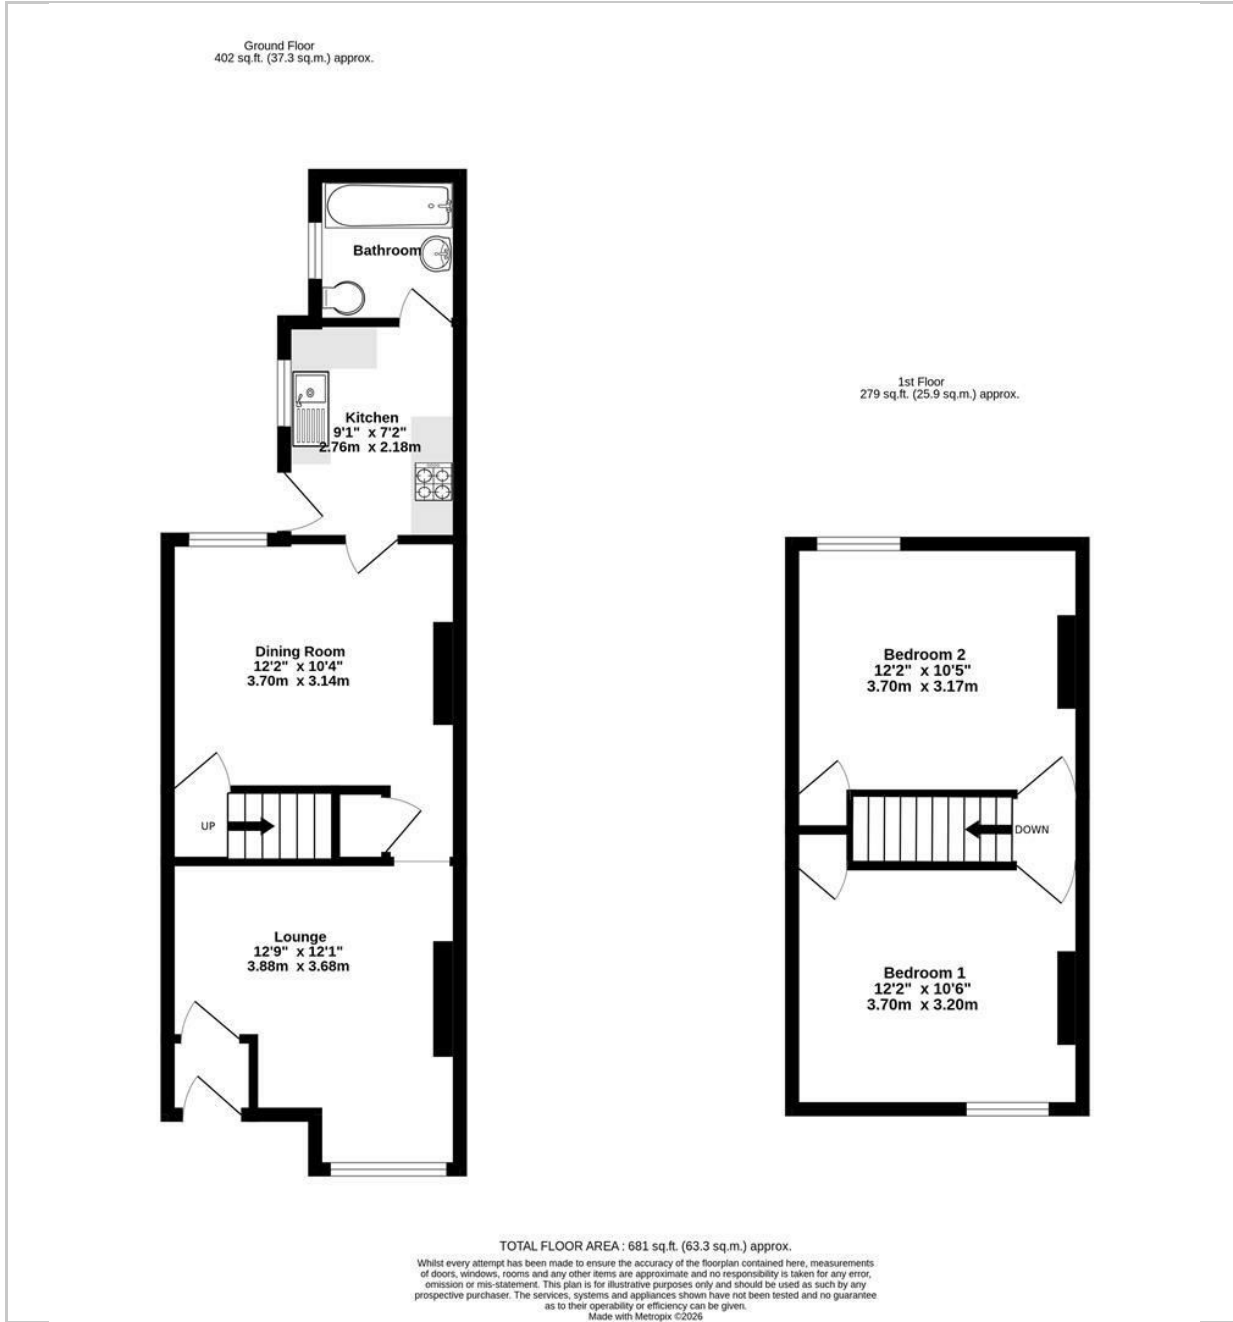 Ground Floor
402 sq.ft. (37.3 sq.m.) approx.
Bathroom
Kitchen
9'1" x 7'2"
2.76m x 2.18m
Dining Room
12'2" x 10'4"
3.70m x 3.14m
UP
Lounge
12'9" x 12'1"
3.88m x 3.68m
1st Floor
279 sq.ft. (25.9 sq.m.) approx.
Bedroom 2
12'2" x 10'5"
3.70m x 3.17m
DOWN
Bedroom 1
12'2" x 10'6"
3.70m x 3.20m
TOTAL FLOOR AREA : 681 sq.ft. (63.3 sq.m.) approx.
Whilst every attempt has been made to ensure the accuracy of the floorplan contained here, measurements
of doors, windows, rooms and any other items are approximate and no responsibility is taken for any error,
omission or mis-statement. This plan is for illustrative purposes only and should be used as such by any
prospective purchaser. The services, systems and appliances shown have not been tested and no guarantee
as to their operability or efficiency can be given.
Made with Metropix ©2026